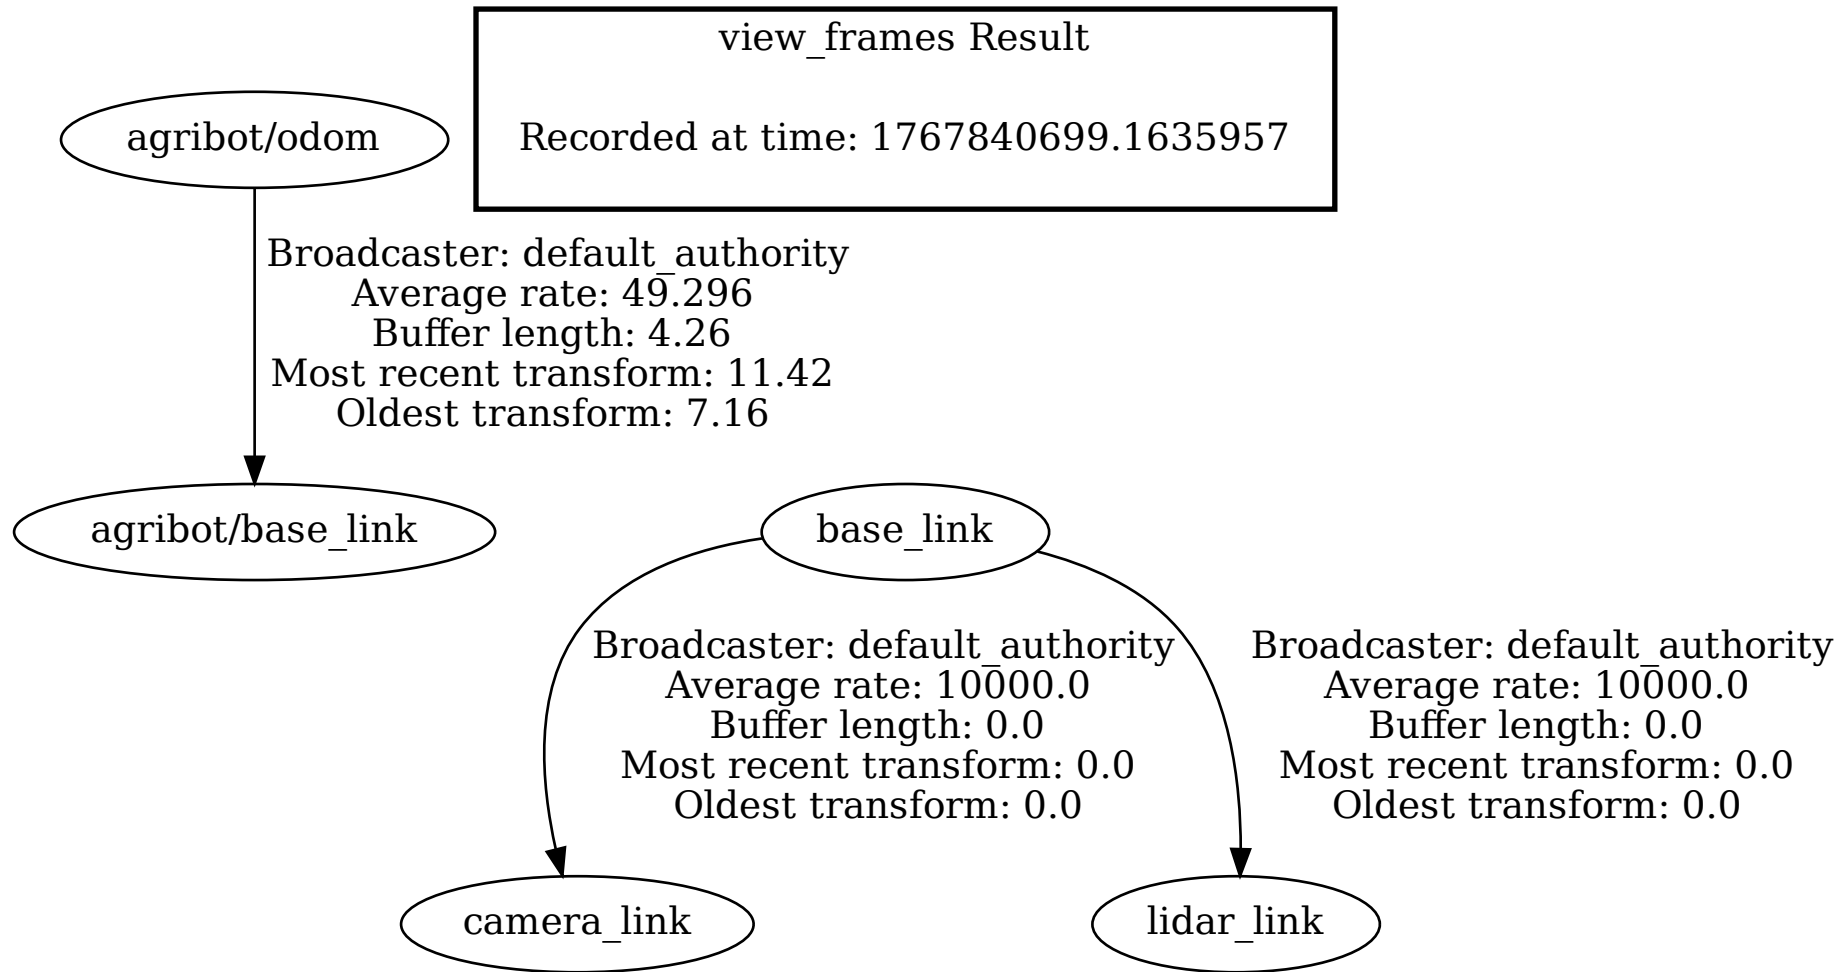 view_frames Result
Recorded at time: 1767840699.1635957
agribot/odom
Broadcaster: default_authority
Average rate: 49.296
Buffer length: 4.26
Most recent transform: 11.42
Oldest transform: 7.16
agribot/base_link
base_link
Broadcaster: default_authority
Average rate: 10000.0
Buffer length: 0.0
Most recent transform: 0.0
Oldest transform: 0.0
Broadcaster: default_authority
Average rate: 10000.0
Buffer length: 0.0
Most recent transform: 0.0
Oldest transform: 0.0
camera_link
lidar_link